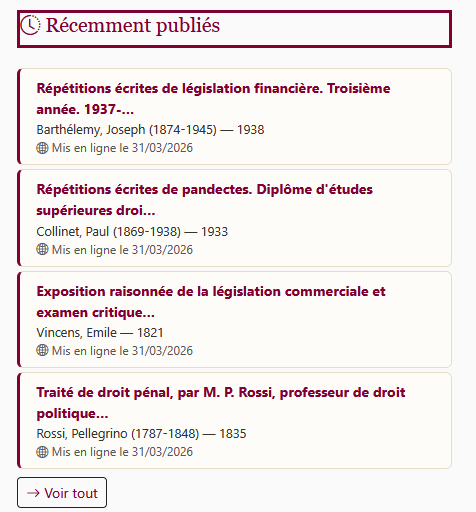 Récemment publiés
Répétitions écrites de législation financière. Troisième
année. 1937-...
Barthélemy, Joseph (1874-1945) — 1938
Mis en ligne le 31/03/2026
Répétitions écrites de pandectes. Diplôme d'études
supérieures droi...
Collinet, Paul (1869-1938) — 1933
Mis en ligne le 31/03/2026
Exposition raisonnée de la législation commerciale et
examen critique...
Vincens, Emile — 1821
Mis en ligne le 31/03/2026
Traité de droit pénal, par M. P. Rossi, professeur de droit
politique...
Rossi, Pellegrino (1787-1848) — 1835
Mis en ligne le 31/03/2026
→ Voir tout